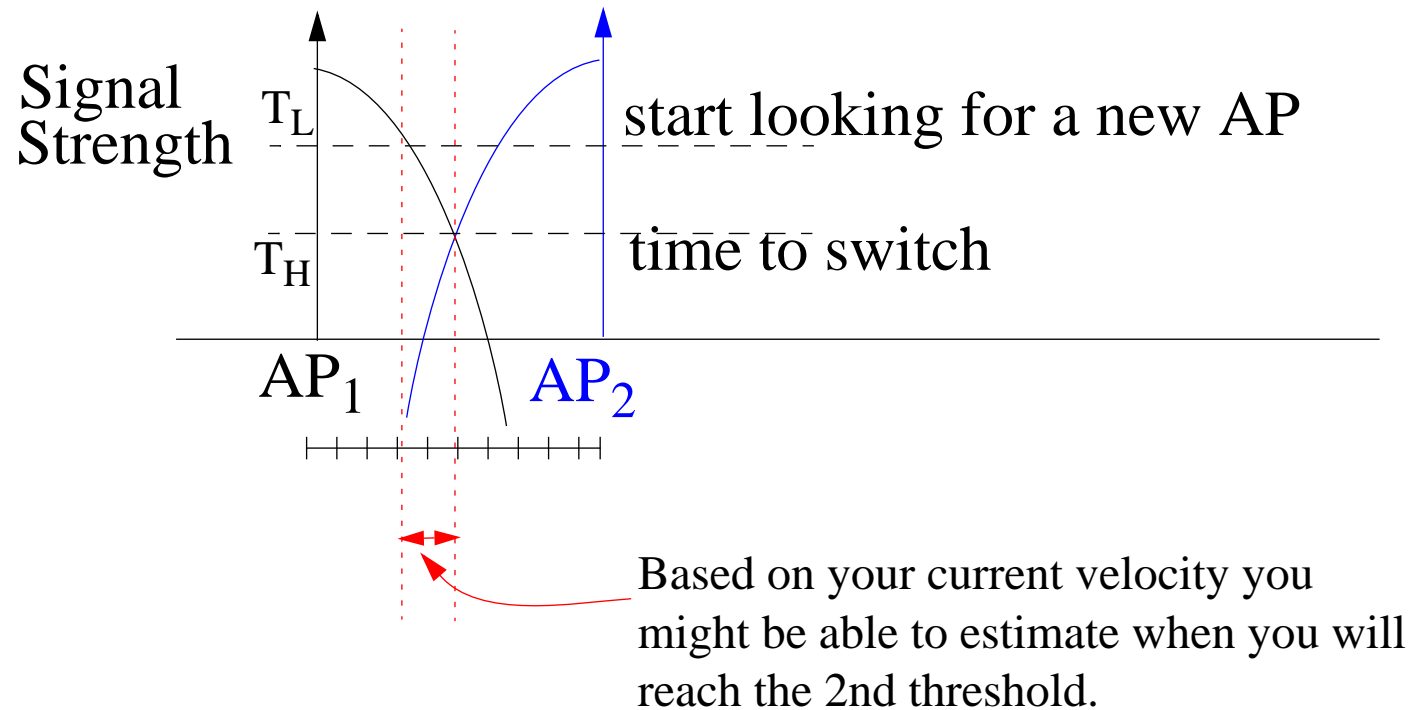 Signal
Strength
T_L
start looking for a new AP
T_H
time to switch
AP_1
AP_2
Based on your current velocity you
might be able to estimate when you will
reach the 2nd threshold.